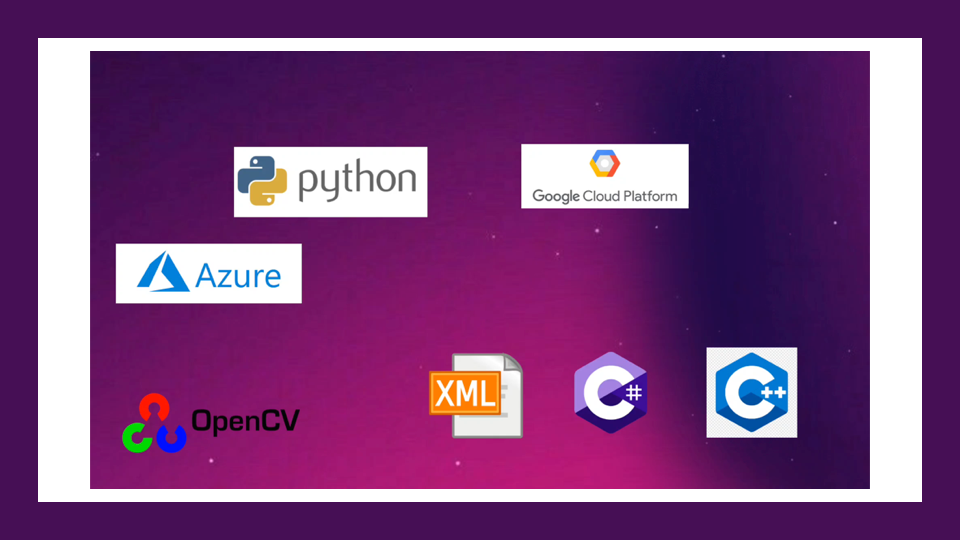 python
Google Cloud Platform
Azure
XML
C#
C++
OpenCV